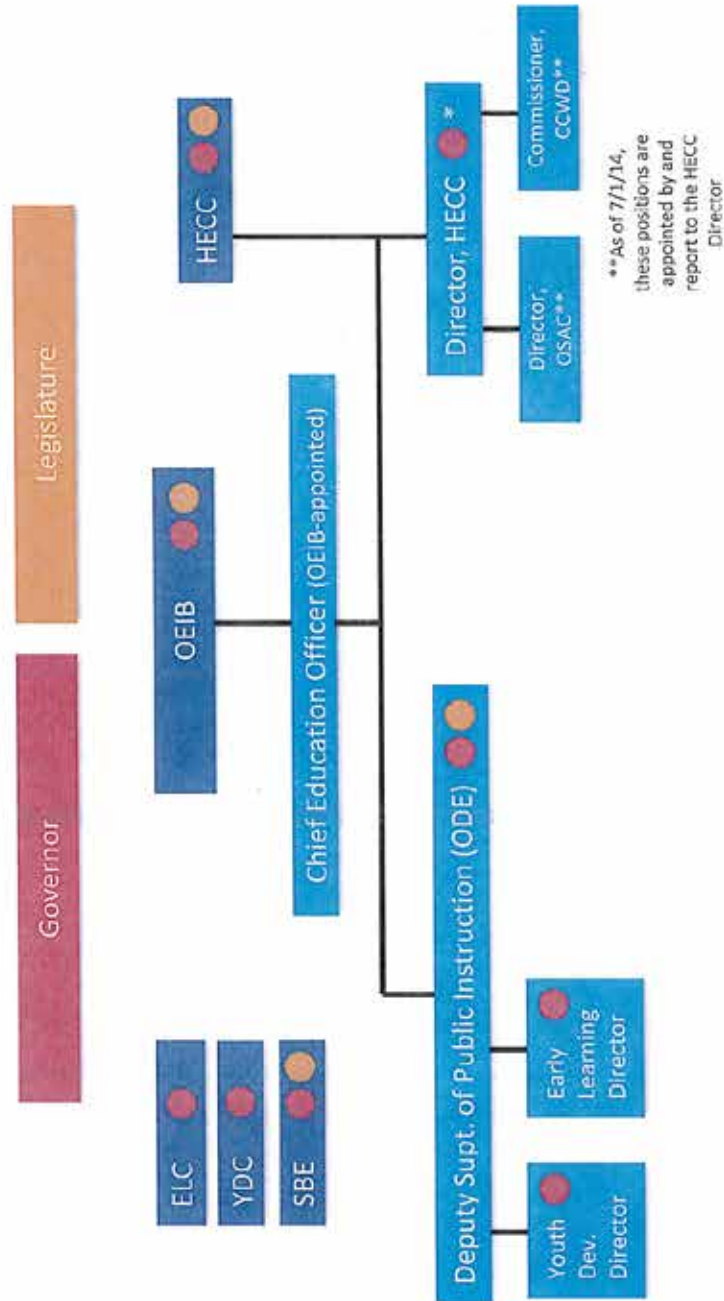 Governor
Legislature
ELC
YDC
SBE
OEIB
HECC
Chief Education Officer (OEIB-appointed)
Deputy Supt. of Public Instruction (ODE)
Director, HECC *
Youth
Dev.
Director
Early
Learning
Director
Director,
OSAC**
Commissioner,
CCWD**
**As of 7/1/14,
these positions are
appointed by and
report to the HECC
Director